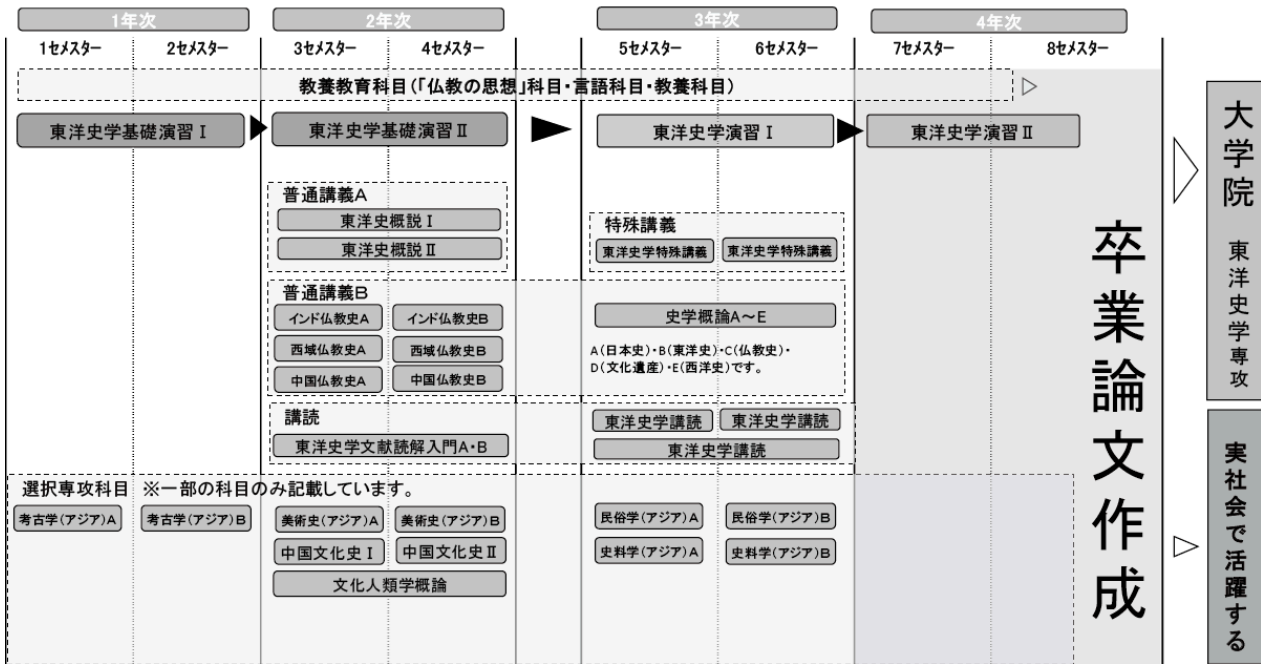 1年次
2年次
3年次
4年次
1セメスター
2セメスター
3セメスター
4セメスター
5セメスター
6セメスター
7セメスター
8セメスター
教養教育科目(「仏教の思想」科目・言語科目・教養科目)
東洋史学基礎演習Ⅰ
東洋史学基礎演習Ⅱ
東洋史学演習Ⅰ
東洋史学演習Ⅱ
普通講義A
東洋史概説Ⅰ
東洋史概説Ⅱ
特殊講義
東洋史学特殊講義
東洋史学特殊講義
普通講義B
インド仏教史A
インド仏教史B
西域仏教史A
西域仏教史B
中国仏教史A
中国仏教史B
史学概論A～E
A(日本史)・B(東洋史)・C(仏教史)・
D(文化遺産)・E(西洋史)です。
講読
東洋史学文献読解入門A・B
東洋史学講読
東洋史学講読
東洋史学講読
選択専攻科目 ※一部の科目のみ記載しています。
考古学(アジア)A
考古学(アジア)B
美術史(アジア)A
美術史(アジア)B
中国文化史Ⅰ
中国文化史Ⅱ
文化人類学概論
民俗学(アジア)A
民俗学(アジア)B
史料学(アジア)A
史料学(アジア)B
卒業論文作成
大学院 東洋史学専攻
実社会で活躍する